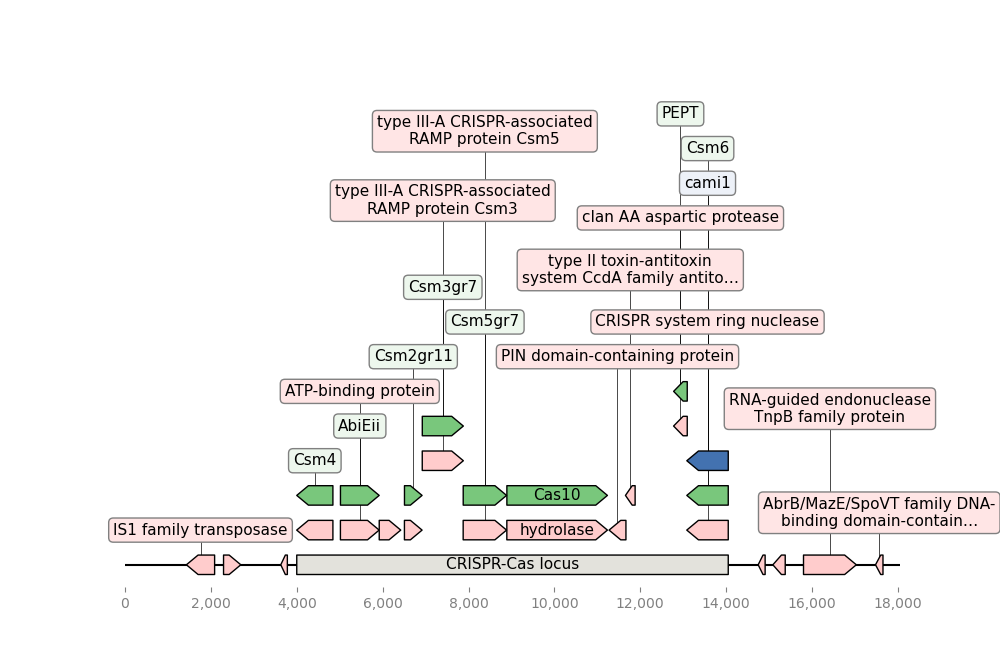 PEPT
type III-A CRISPR-associated
RAMP protein Csm5
Csm6
cami1
type III-A CRISPR-associated
RAMP protein Csm3
clan AA aspartic protease
type II toxin-antitoxin
system CcdA family antito...
Csm3gr7
Csm5gr7
CRISPR system ring nuclease
Csm2gr11
PIN domain-containing protein
ATP-binding protein
RNA-guided endonuclease
TnpB family protein
AbiEii
Csm4
Cas10
AbrB/MazE/SpoVT family DNA-
binding domain-contain...
IS1 family transposase
hydrolase
CRISPR-Cas locus
0 2,000 4,000 6,000 8,000 10,000 12,000 14,000 16,000 18,000